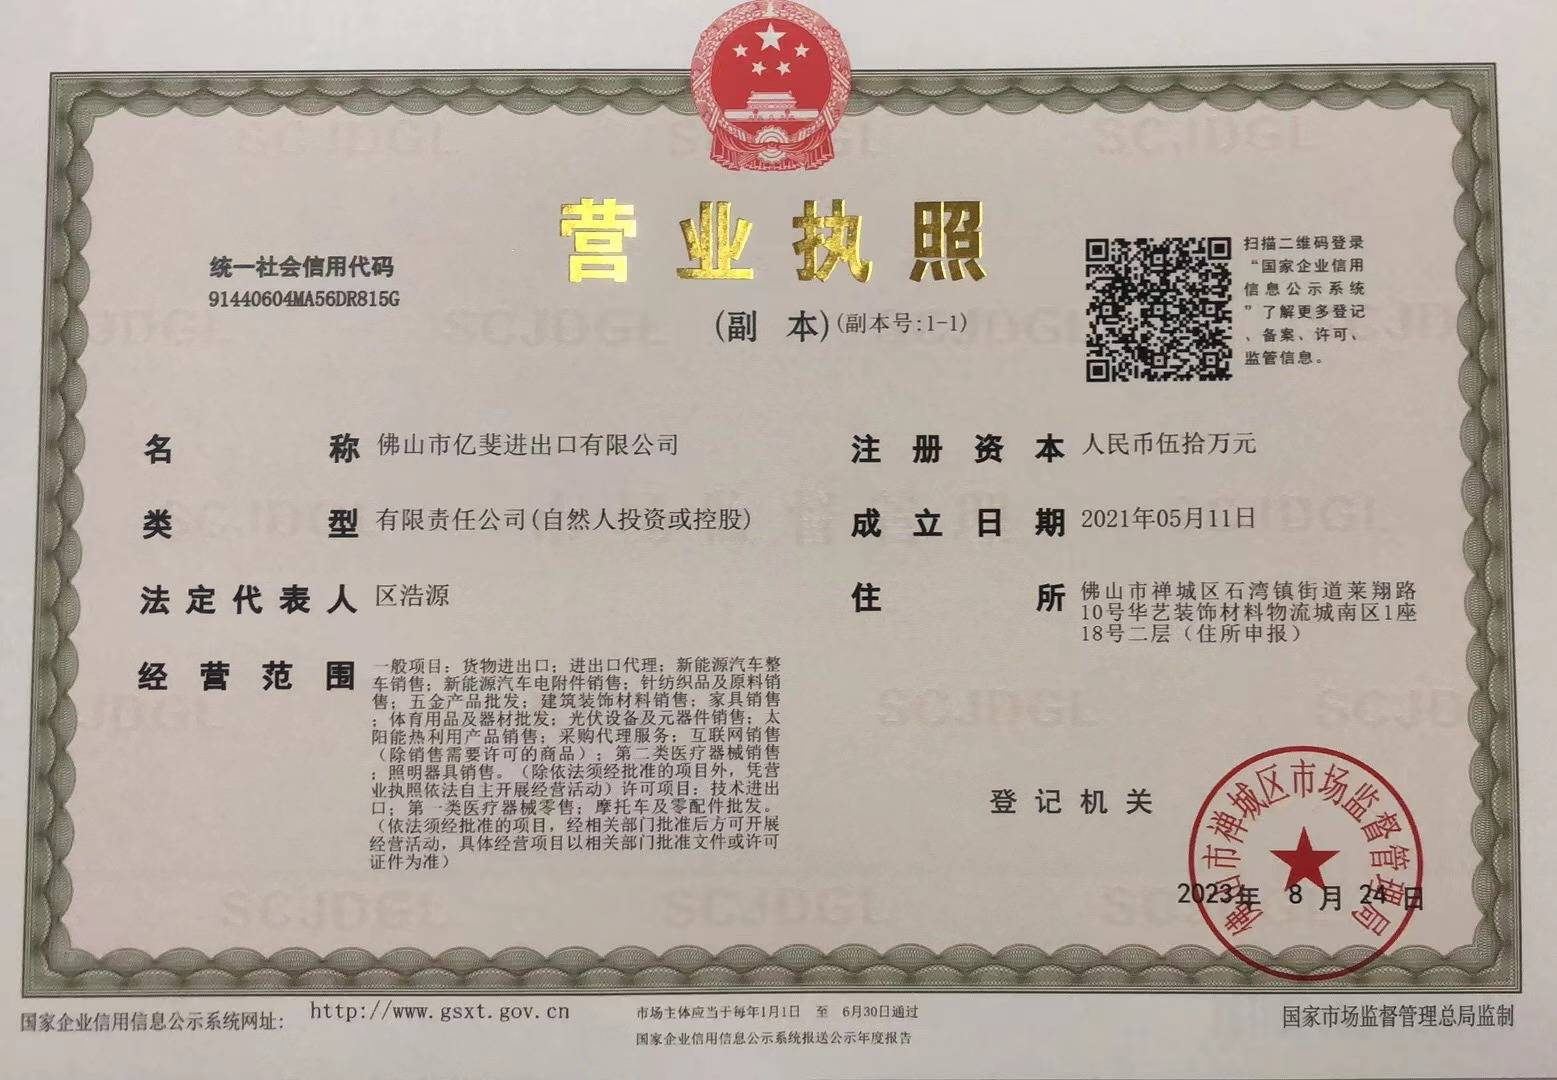 营业执照
(副 本)(副本号:1-1)
统一社会信用代码
91440604MA56DR815G
扫描二维码登录
“国家企业信用
信息公示系统
”了解更多登记
、备案、许可、
监管信息。
名称 佛山市亿斐进出口有限公司
类型 有限责任公司(自然人投资或控股)
法定代表人 区浩源
经营范围 一般项目：货物进出口；进出口代理；新能源汽车整
车销售；新能源汽车电附件销售；针纺织品及原料销
售；五金产品批发；建筑装饰材料销售；家具销售
；体育用品及器材批发；光伏设备及元器件销售；太
阳能热利用产品销售；采购代理服务；互联网销售
（除销售需要许可的商品）；第二类医疗器械销售
；照明器具销售。（除依法须经批准的项目外，凭营
业执照依法自主开展经营活动）许可项目：技术进出
口；第一类医疗器械零售；摩托车及零配件批发。
（依法须经批准的项目，经相关部门批准后方可开展
经营活动，具体经营项目以相关部门批准文件或许可
证件为准）
注册资本 人民币伍拾万元
成立日期 2021年05月11日
住所 佛山市禅城区石湾镇街道莱翔路
10号华艺装饰材料物流城南区1座
18号二层（住所申报）
登记机关
佛山市禅城区市场监督管理局
2023年 8 月 24 日
国家企业信用信息公示系统网址: http://www.gsxt.gov.cn
市场主体应当于每年1月1日 至 6月30日通过
国家企业信用信息公示系统报送公示年度报告
国家市场监督管理总局监制
SCJDGL